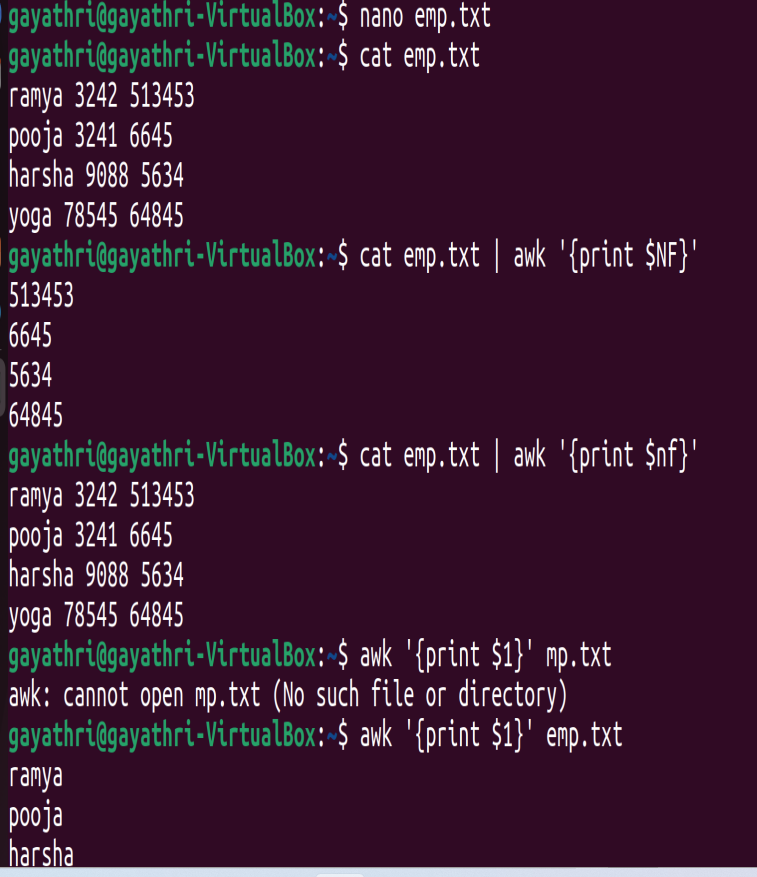 gayathri@gayathri-VirtualBox:~$ nano emp.txt
gayathri@gayathri-VirtualBox:~$ cat emp.txt
ramya 3242 513453
pooja 3241 6645
harsha 9088 5634
yoga 78545 64845
gayathri@gayathri-VirtualBox:~$ cat emp.txt | awk '{print $NF}'
513453
6645
5634
64845
gayathri@gayathri-VirtualBox:~$ cat emp.txt | awk '{print $nf}'
ramya 3242 513453
pooja 3241 6645
harsha 9088 5634
yoga 78545 64845
gayathri@gayathri-VirtualBox:~$ awk '{print $1}' mp.txt
awk: cannot open mp.txt (No such file or directory)
gayathri@gayathri-VirtualBox:~$ awk '{print $1}' emp.txt
ramya
pooja
harsha